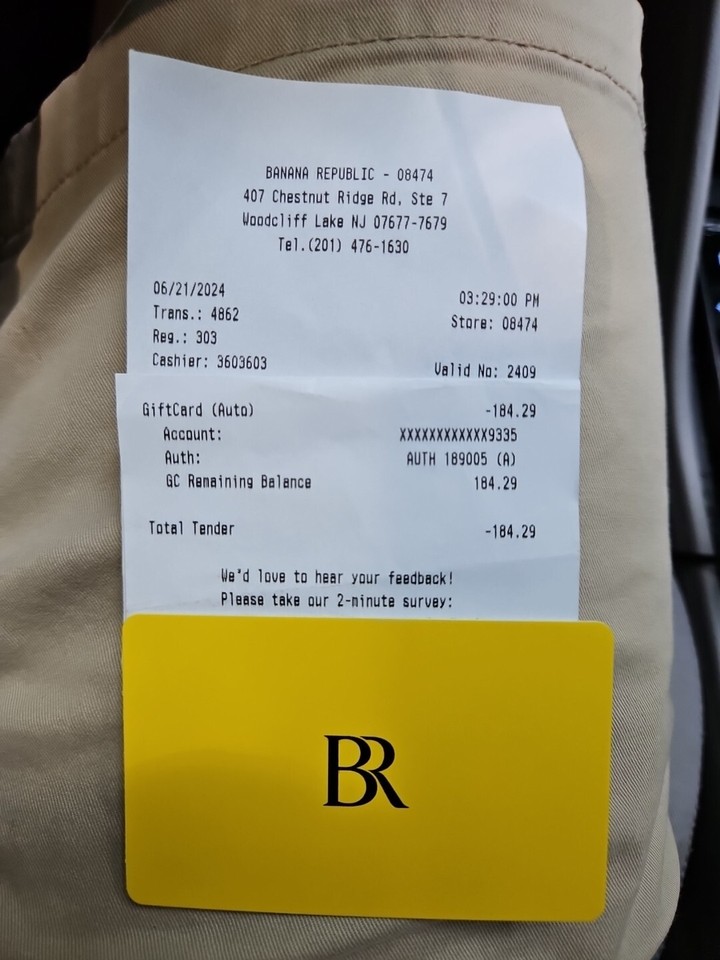 BANANA REPUBLIC - 08474
407 Chestnut Ridge Rd, Ste 7
Woodcliff Lake NJ 07677-7679
Tel.(201) 476-1630
06/21/2024 03:29:00 PM
Trans.: 4862 Store: 08474
Reg.: 303
Cashier: 3603603 Valid No: 2409
GiftCard (Auto) -184.29
Account: XXXXXXXXXXXX9335
Auth: AUTH 189005 (A)
GC Remaining Balance 184.29
Total Tender -184.29
We'd love to hear your feedback!
Please take our 2-minute survey:
BR